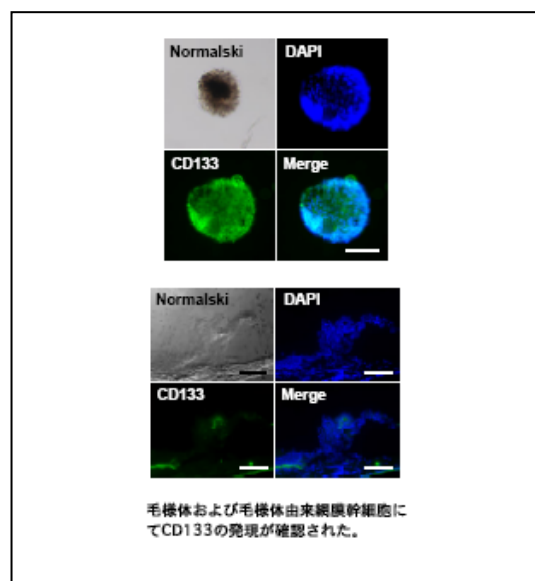 Normalski DAPI
CD133 Merge
Normalski DAPI
CD133 Merge
毛様体および毛様体由来網膜幹細胞に
てCD133の発現が確認された。